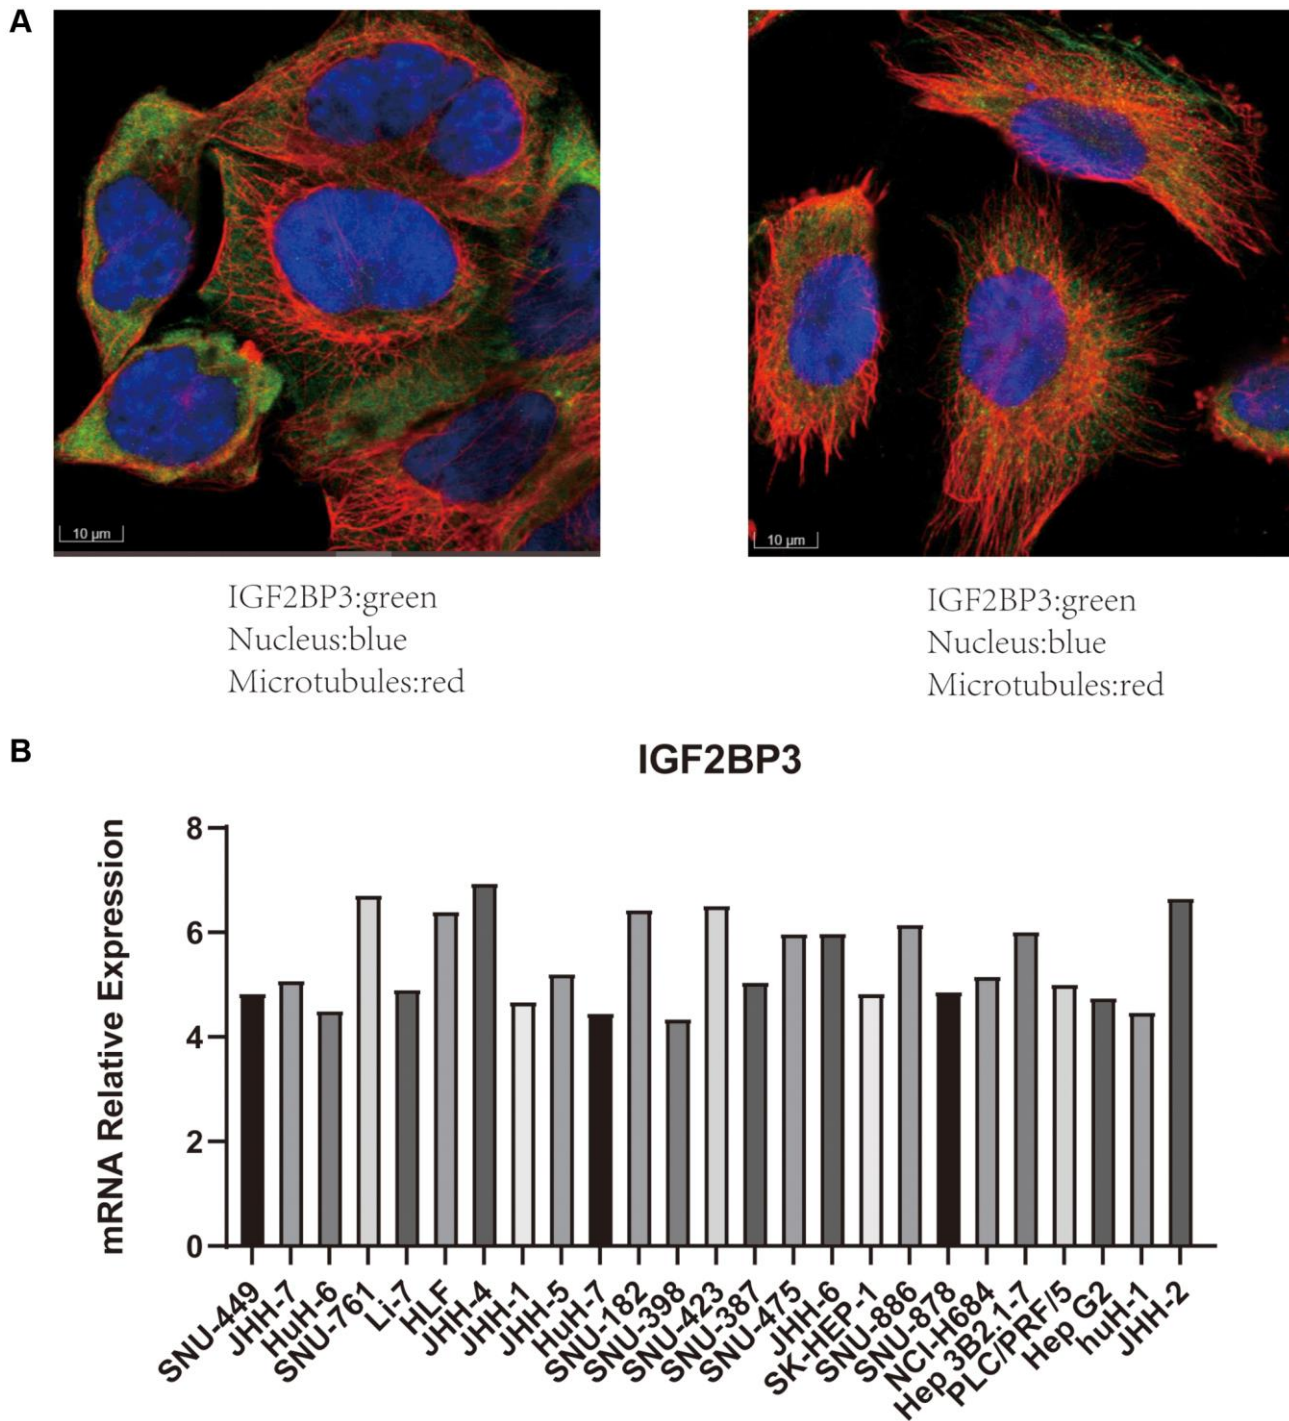 A
10 µm
10 µm
IGF2BP3:green
Nucleus:blue
Microtubules:red
IGF2BP3:green
Nucleus:blue
Microtubules:red
B
IGF2BP3
mRNA Relative Expression
8
6
4
2
0
SNU-449
JHH-7
HuH-6
SNU-761
Li-7
HLF
JHH-4
JHH-1
JHH-5
HuH-7
SNU-182
SNU-398
SNU-423
SNU-387
SNU-475
JHH-6
SK-HEP-1
SNU-886
SNU-878
NCI-H684
Hep 3B2.1-7
PLC/PRF/5
Hep G2
huH-1
JHH-2